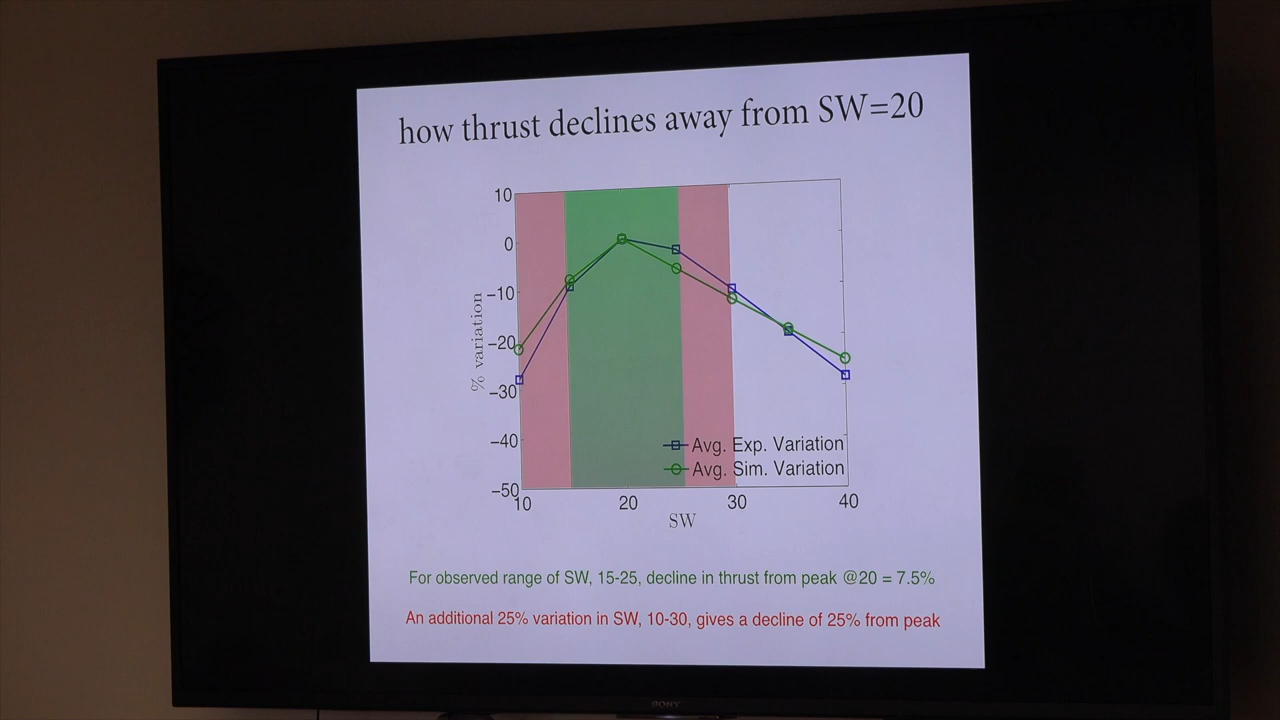 how thrust declines away from SW=20
10
0
−10
−20
−30
−40
−50
% variation
Avg. Exp. Variation
Avg. Sim. Variation
10 20 30 40
SW
For observed range of SW, 15-25, decline in thrust from peak @20 = 7.5%
An additional 25% variation in SW, 10-30, gives a decline of 25% from peak
SONY